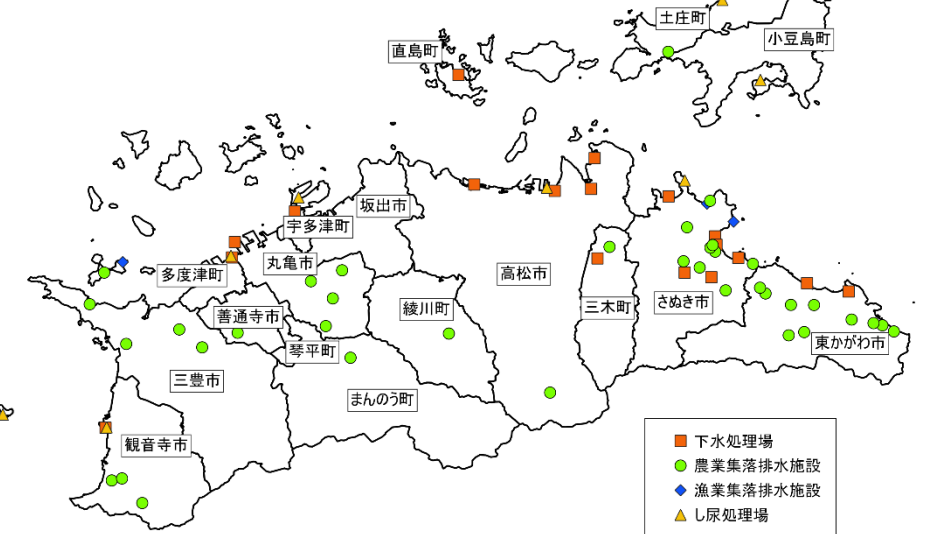 土庄町
小豆島町
直島町
坂出市
宇多津町
丸亀市
多度津町
高松市
綾川町
三木町
さぬき市
善通寺市
琴平町
東かがわ市
三豊市
まんのう町
観音寺市
下水処理場
農業集落排水施設
漁業集落排水施設
し尿処理場